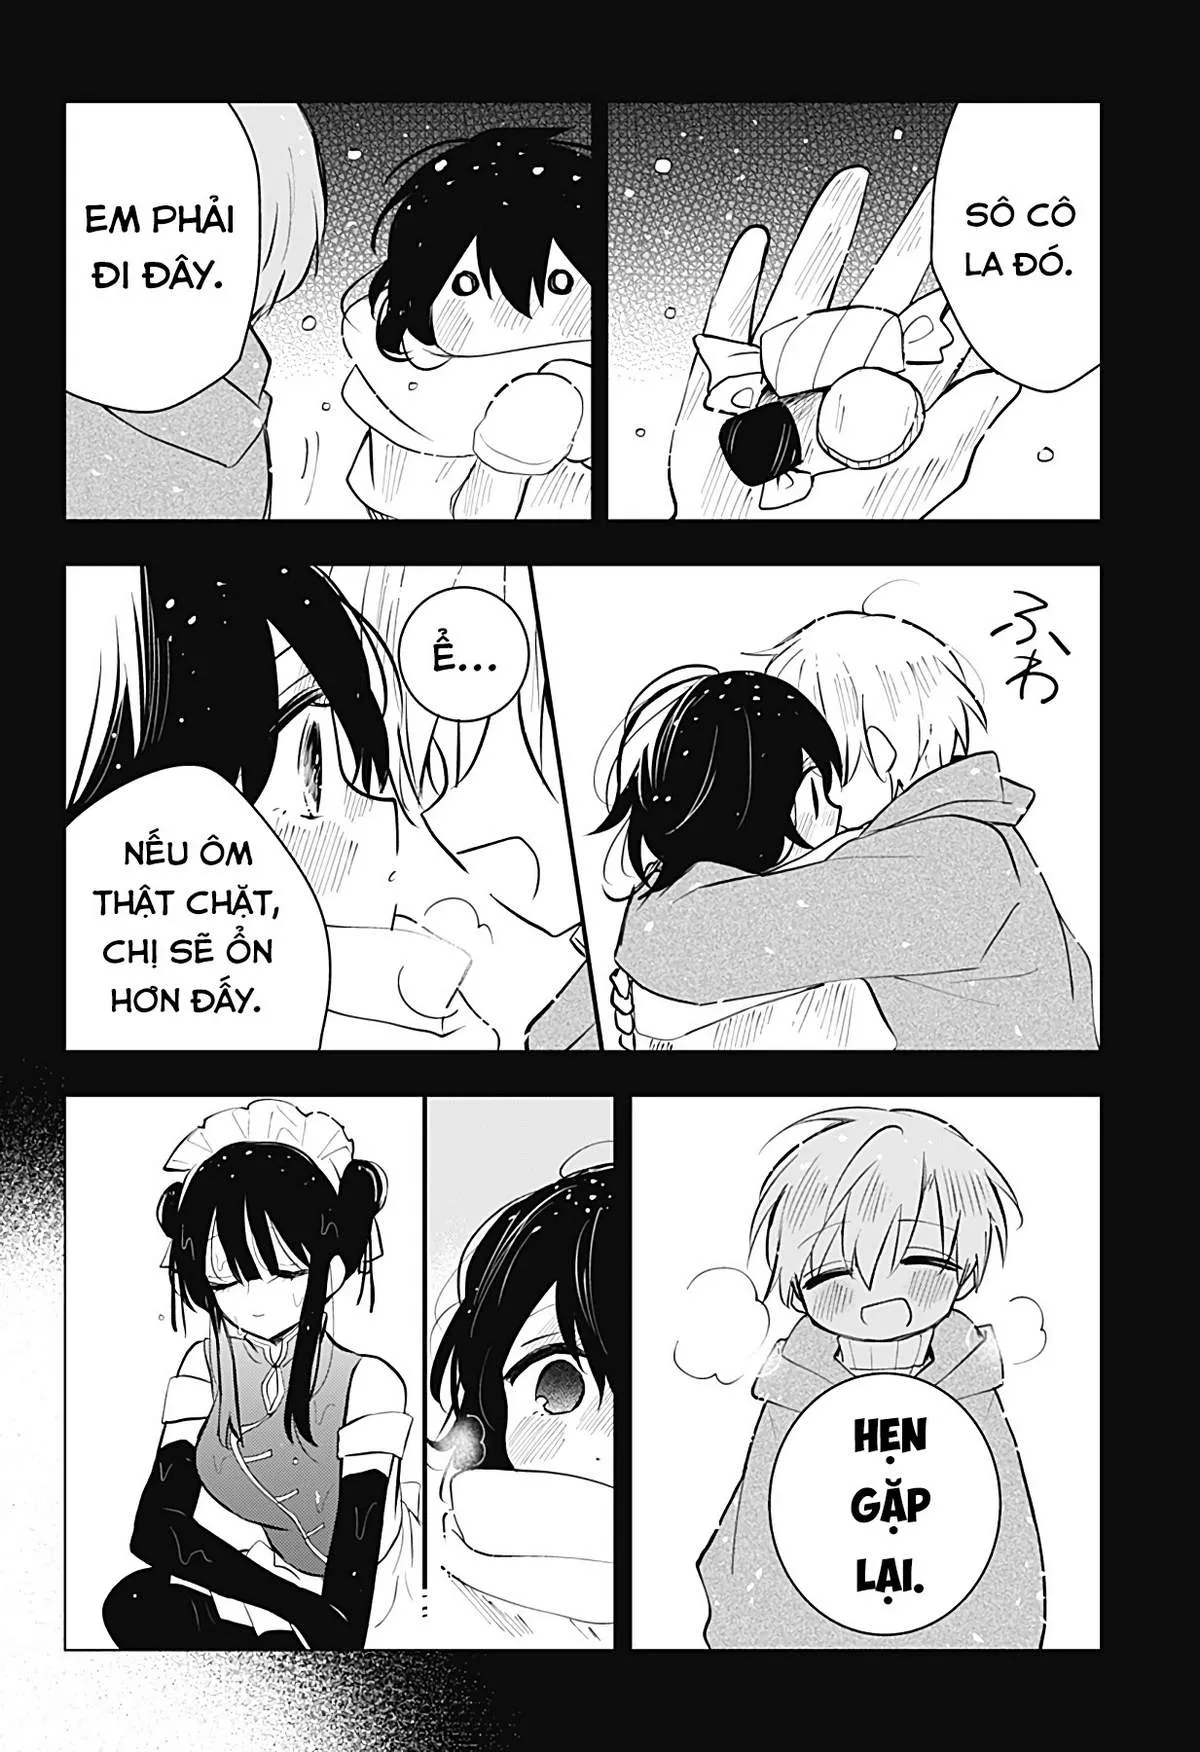 SÔ CÔ
LA ĐÓ.
EM PHẢI
ĐI ĐÂY.
ふわ
Ể...
NẾU ÔM
THẬT CHẶT,
CHỊ SẼ ỔN
HƠN ĐẤY.
HẸN
GẶP
LẠI.